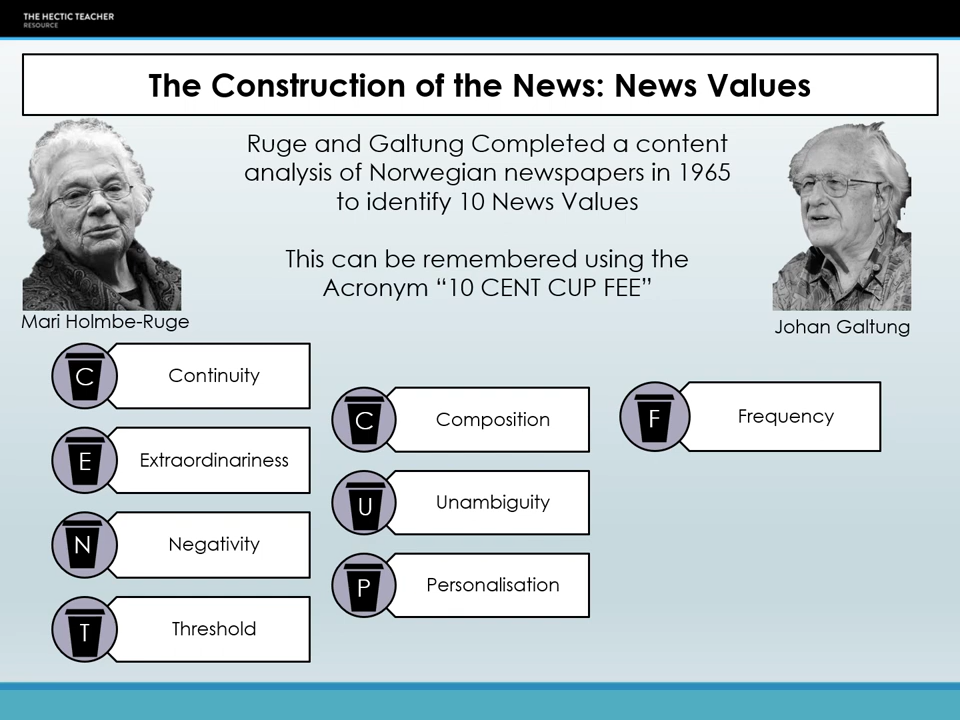 THE HECTIC TEACHER
RESOURCE
The Construction of the News: News Values
Ruge and Galtung Completed a content
analysis of Norwegian newspapers in 1965
to identify 10 News Values
This can be remembered using the
Acronym “10 CENT CUP FEE”
Mari Holmbe-Ruge
Johan Galtung
C Continuity
E Extraordinariness
N Negativity
T Threshold
C Composition
U Unambiguity
P Personalisation
F Frequency